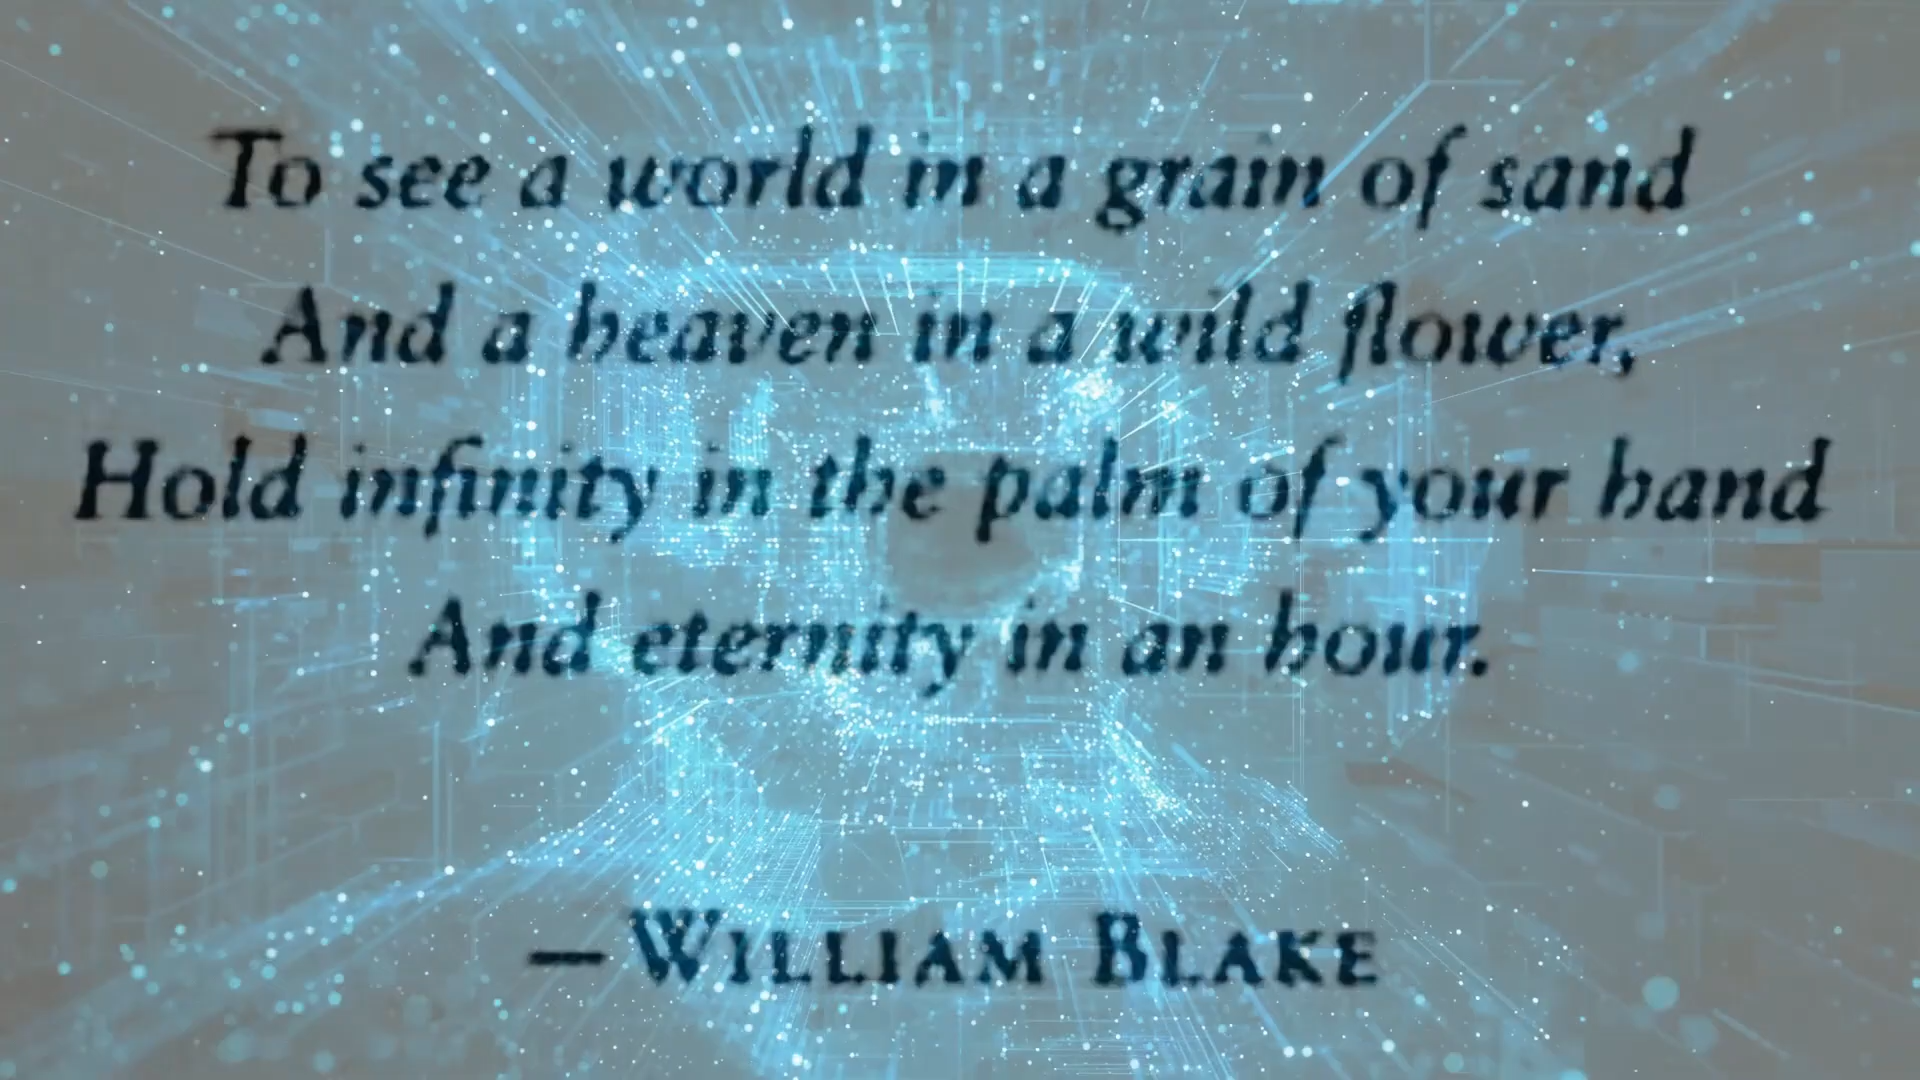 To see a world in a grain of sand
And a heaven in a wild flower,
Hold infinity in the palm of your hand
And eternity in an hour.
— WILLIAM BLAKE